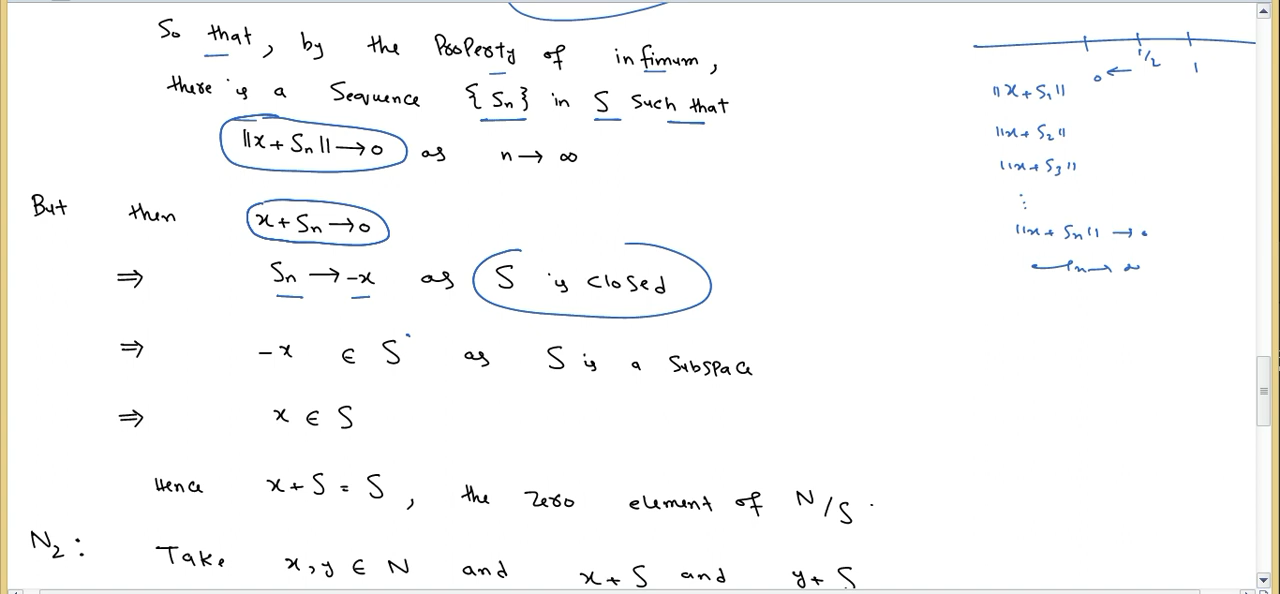 So that, by the Property of infimum,
there is a Sequence {Sn} in S such that
||x + Sn|| → 0 as n → ∞
But then x + Sn → 0
⇒ Sn → -x as S is closed
⇒ -x ∈ S as S is a subspace
⇒ x ∈ S
Hence x + S = S, the zero element of N/S.
N2: Take x, y ∈ N and x + S and y + S
0 ← 1/2 1
||x + S1||
||x + S2||
||x + S3||
⋮
||x + Sn|| → 0
n → ∞